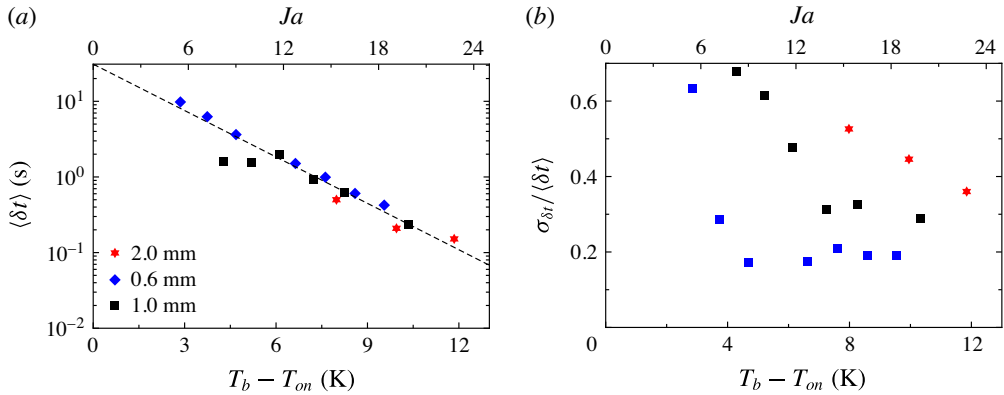 (a)
Ja
0 6 12 18 24
10^1
10^0
10^−1
10^−2
⟨δt⟩ (s)
2.0 mm
0.6 mm
1.0 mm
0 3 6 9 12
T_b − T_on (K)
(b)
Ja
0 6 12 18 24
0.6
0.4
0.2
0
σ_δt/⟨δt⟩
4 8 12
T_b − T_on (K)